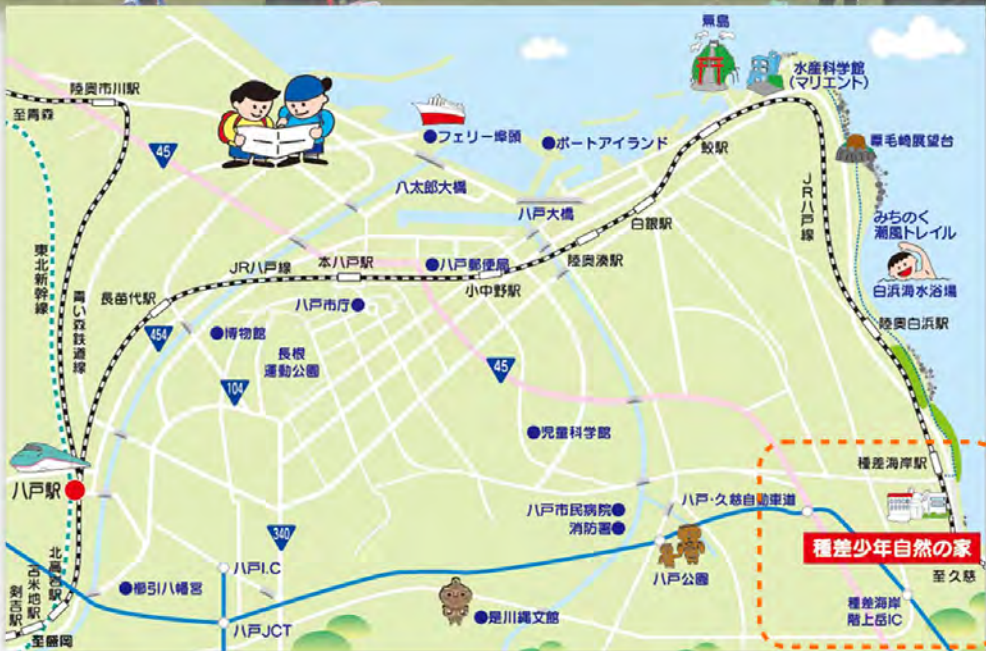 蕪島
水産科学館
(マリエント)
陸奥市川駅
至青森
45
フェリー埠頭
ポートアイランド
鮫駅
葦毛崎展望台
八太郎大橋
八戸大橋
白銀駅
JR八戸線
みちのく
潮風トレイル
白浜海水浴場
東北新幹線
青い森鉄道線
JR八戸線
本八戸駅
八戸郵便局
小中野駅
陸奥湊駅
長苗代駅
八戸市庁
陸奥白浜駅
454
博物館
長根
運動公園
104
45
児童科学館
種差海岸駅
八戸駅
八戸市民病院
消防署
八戸・久慈自動車道
340
種差少年自然の家
八戸I.C
八戸公園
至久慈
北高岩駅
苫米地駅
剣吉駅
櫛引八幡宮
是川縄文館
種差海岸
階上岳IC
八戸JCT
至盛岡